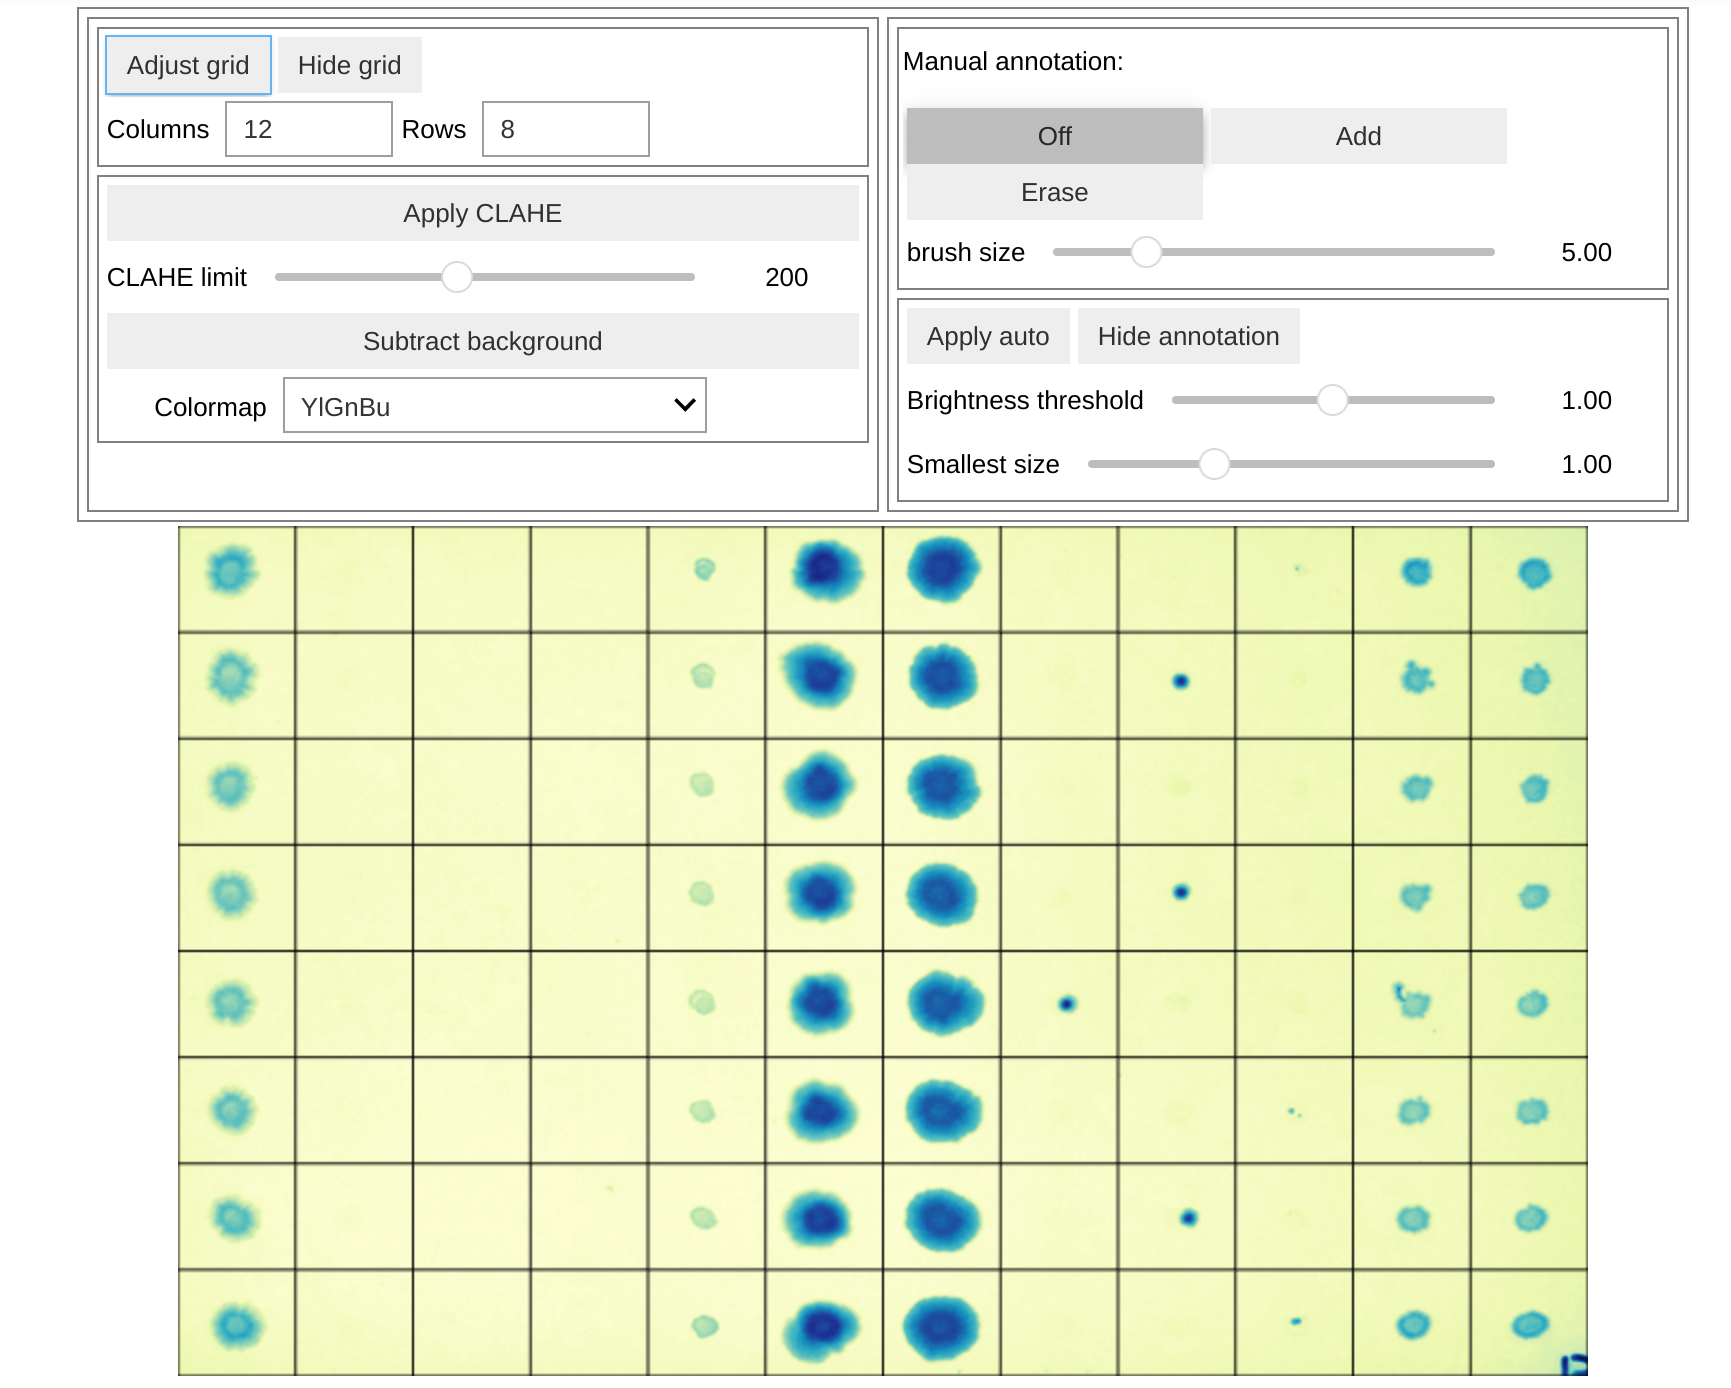 Adjust grid Hide grid
Columns 12 Rows 8
Apply CLAHE
CLAHE limit 200
Subtract background
Colormap YlGnBu
Manual annotation:
Off Add
Erase
brush size 5.00
Apply auto Hide annotation
Brightness threshold 1.00
Smallest size 1.00